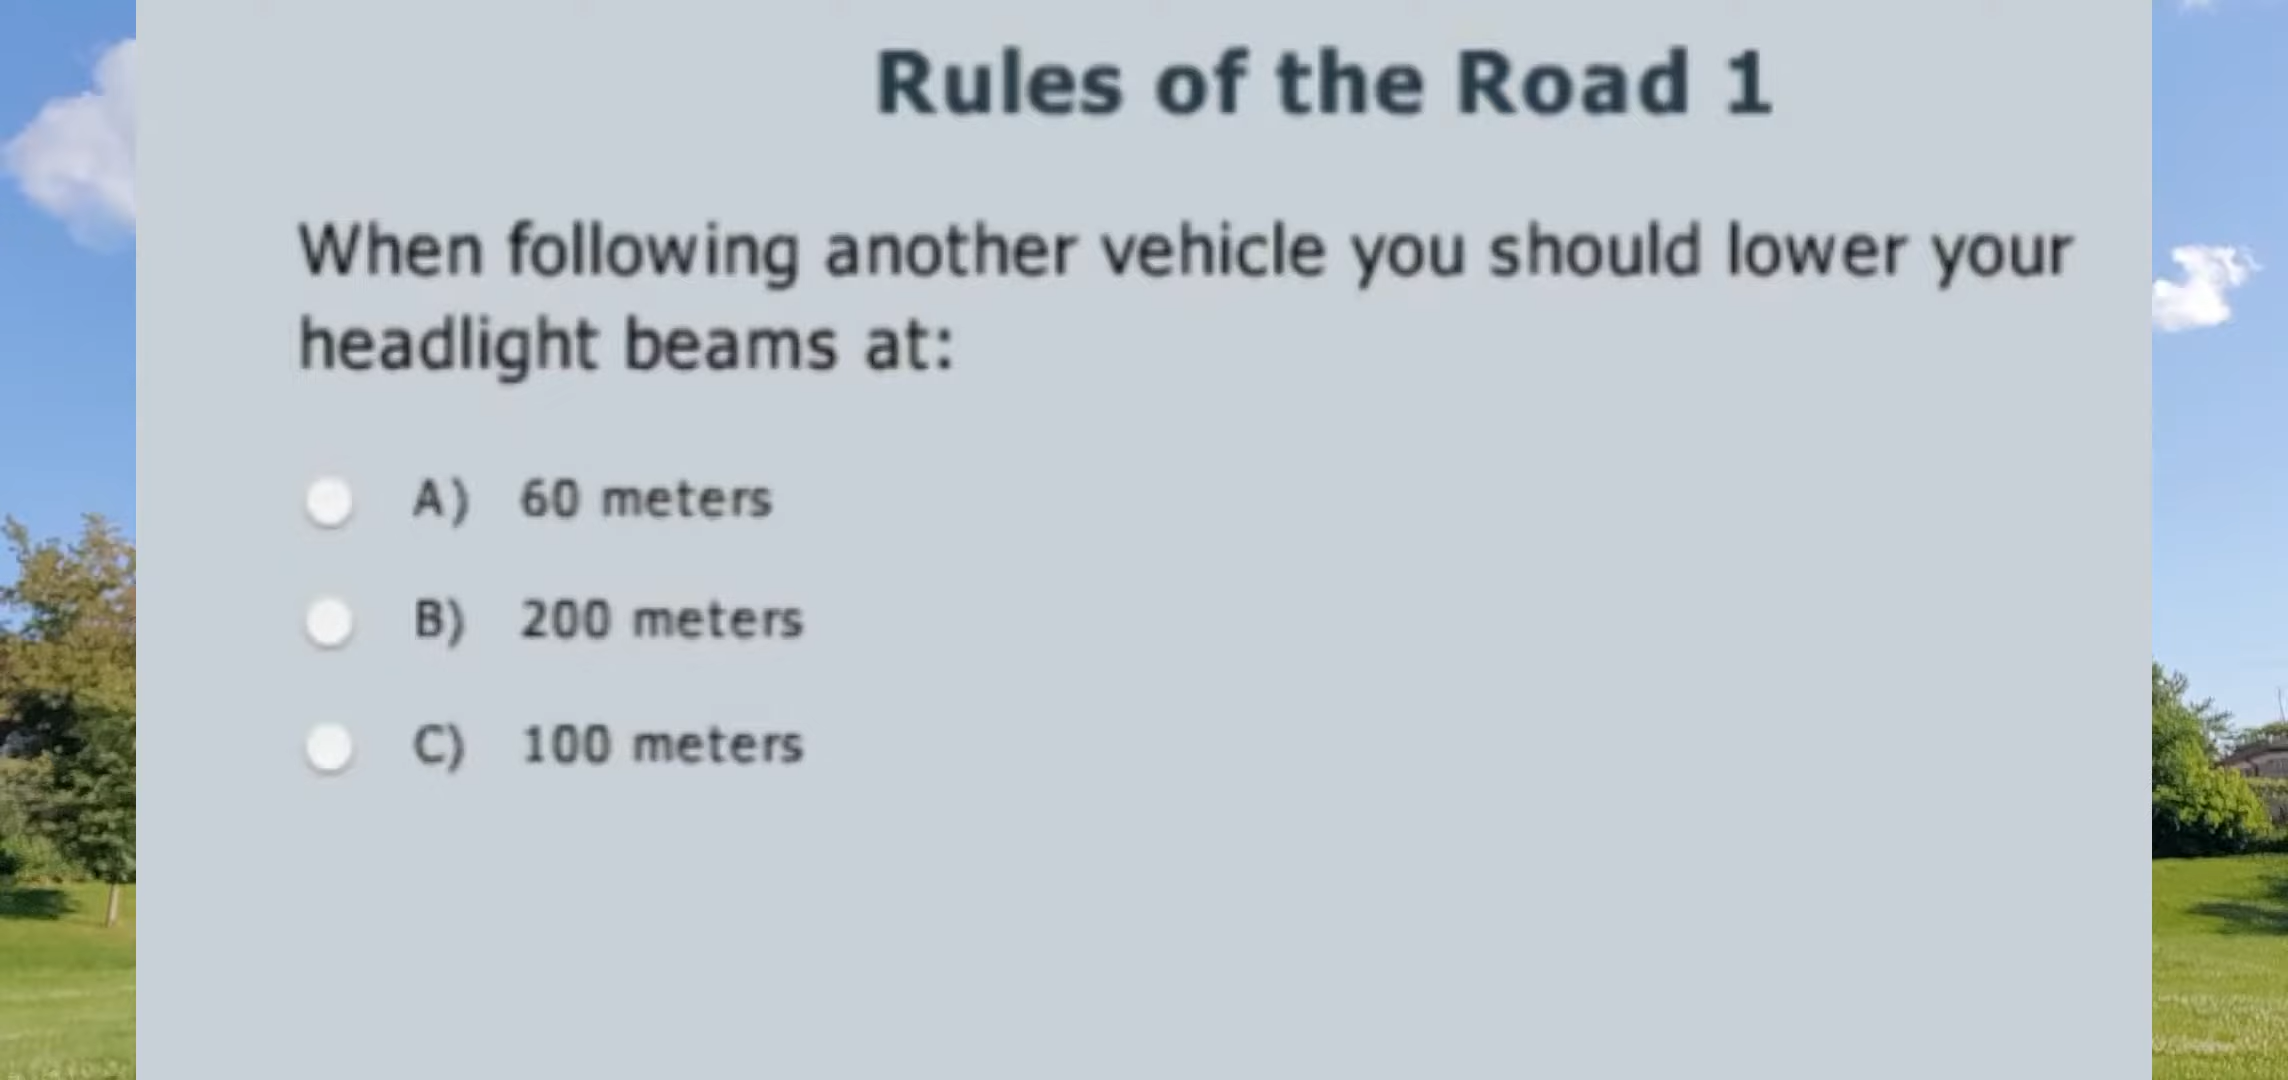 Rules of the Road 1
When following another vehicle you should lower your
headlight beams at:
A) 60 meters
B) 200 meters
C) 100 meters